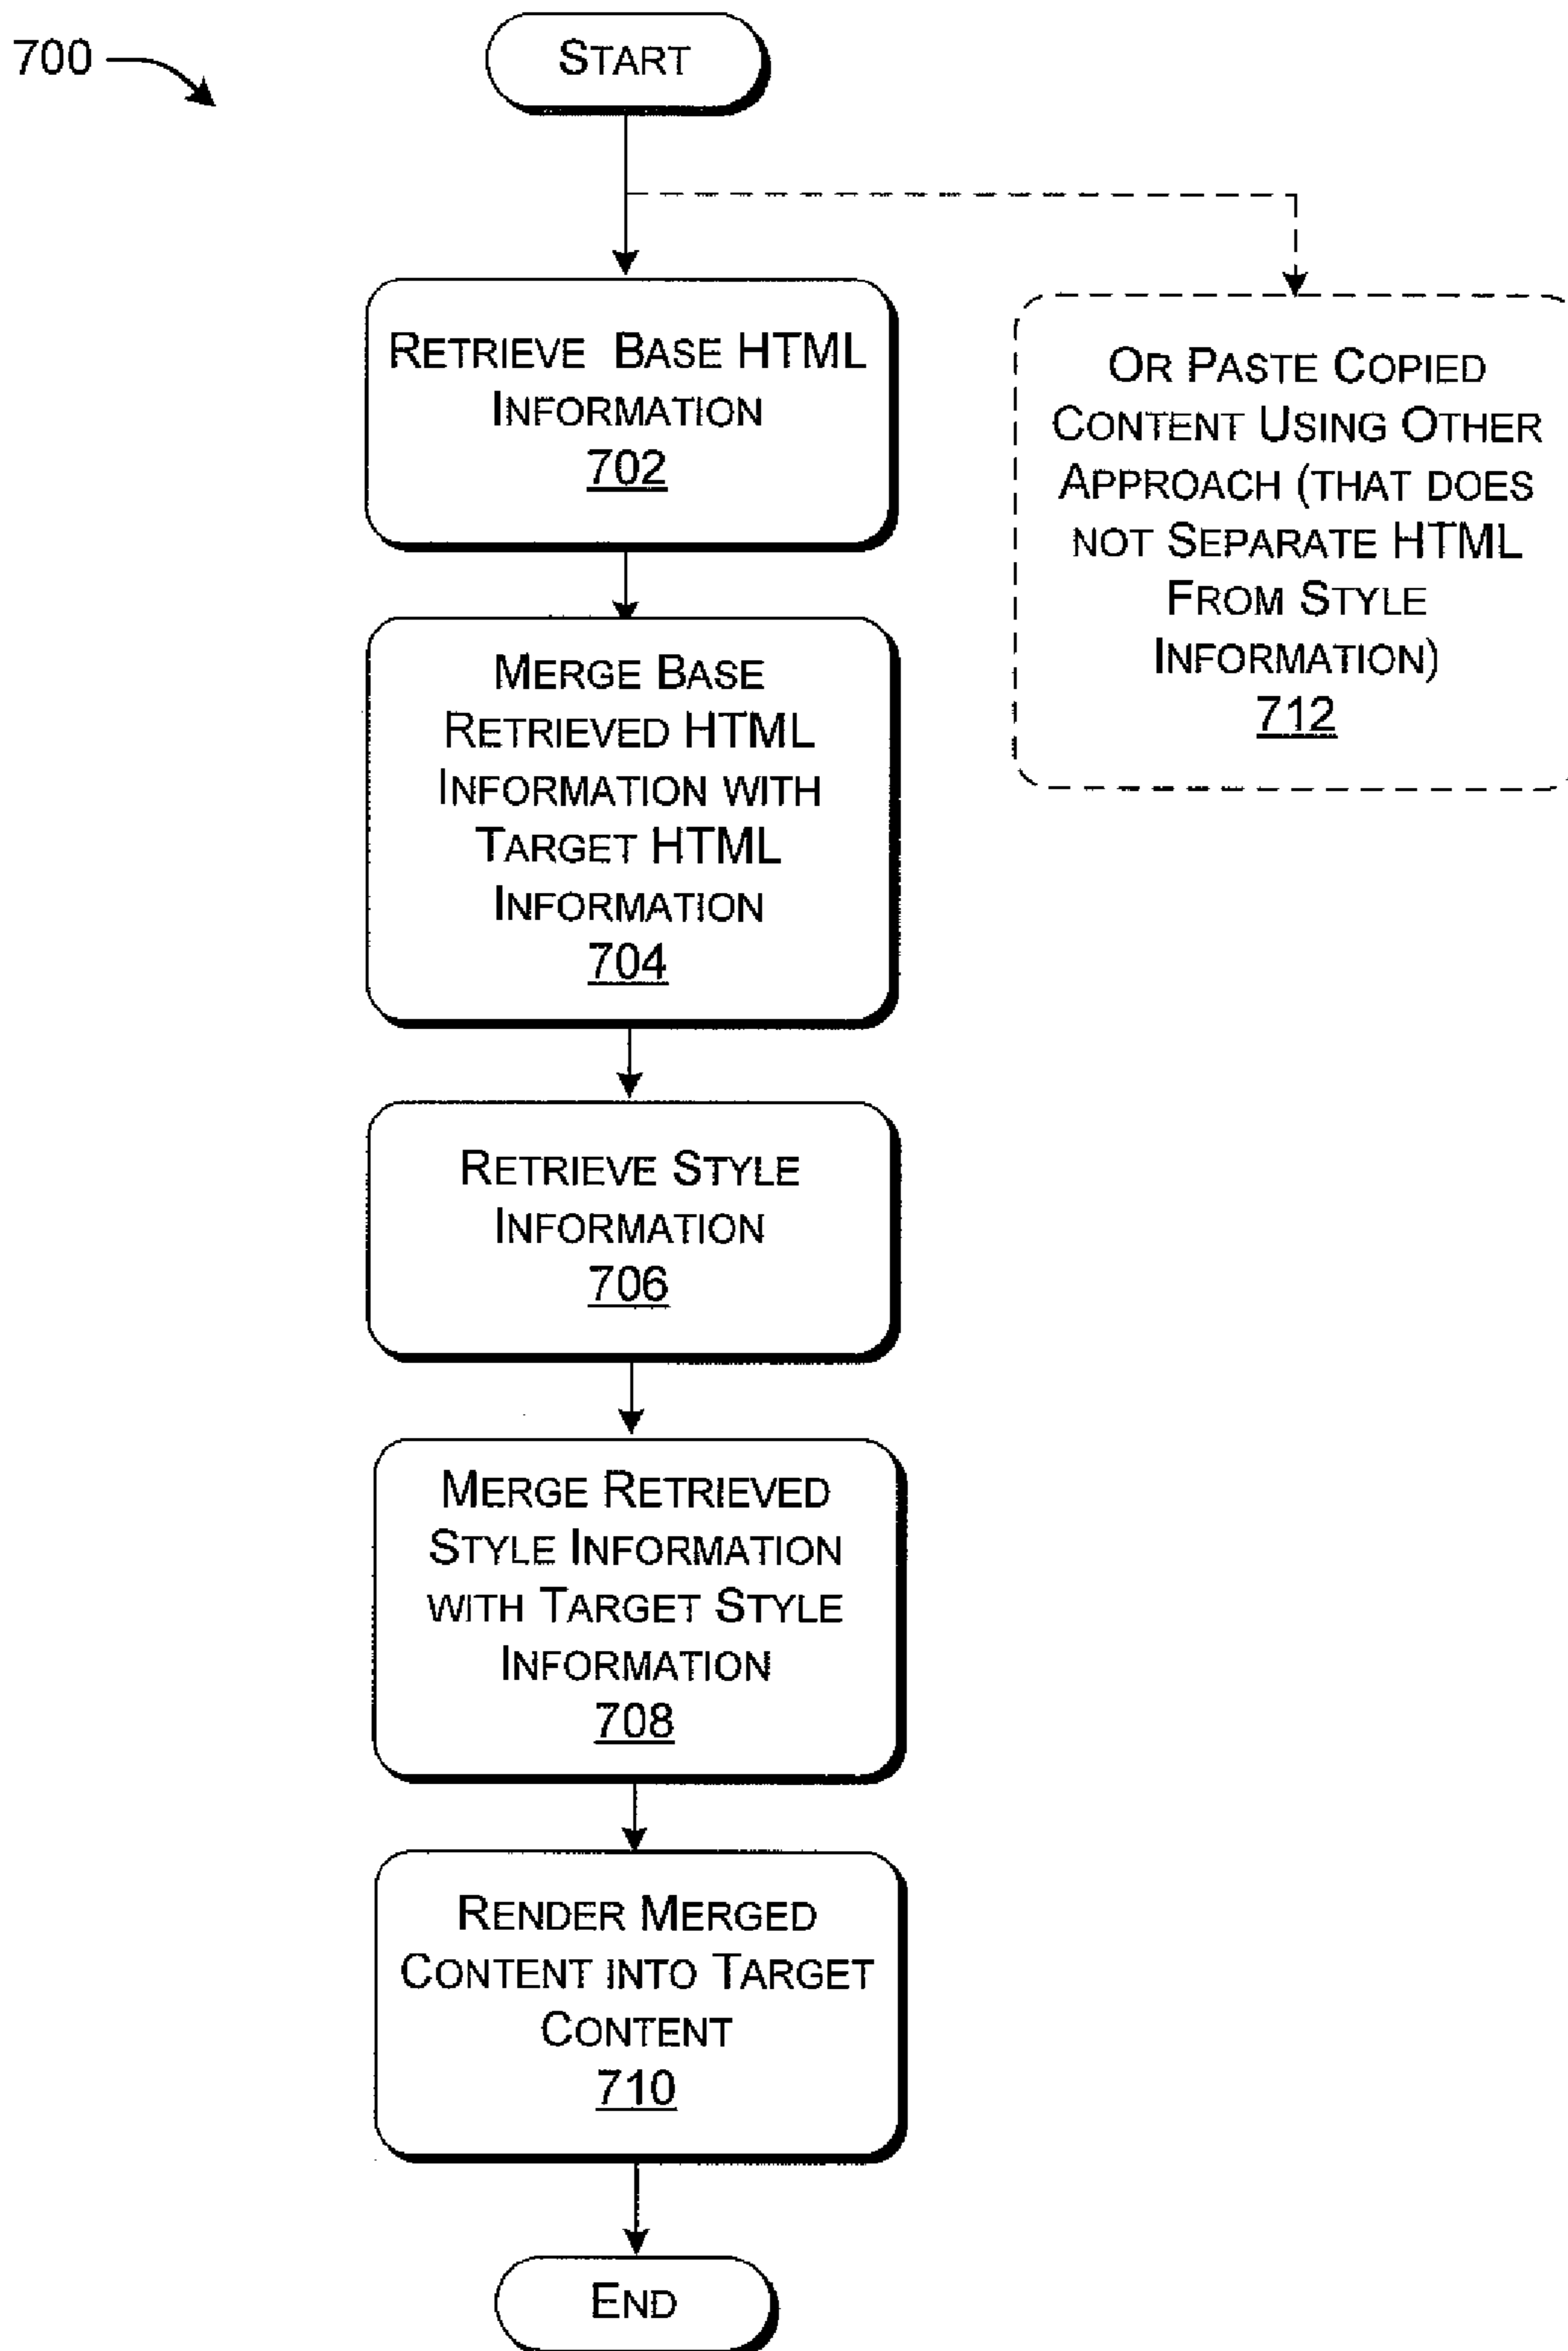 700
START
RETRIEVE BASE HTML
INFORMATION
702
OR PASTE COPIED
CONTENT USING OTHER
APPROACH (THAT DOES
NOT SEPARATE HTML
FROM STYLE
INFORMATION)
712
MERGE BASE
RETRIEVED HTML
INFORMATION WITH
TARGET HTML
INFORMATION
704
RETRIEVE STYLE
INFORMATION
706
MERGE RETRIEVED
STYLE INFORMATION
WITH TARGET STYLE
INFORMATION
708
RENDER MERGED
CONTENT INTO TARGET
CONTENT
710
END